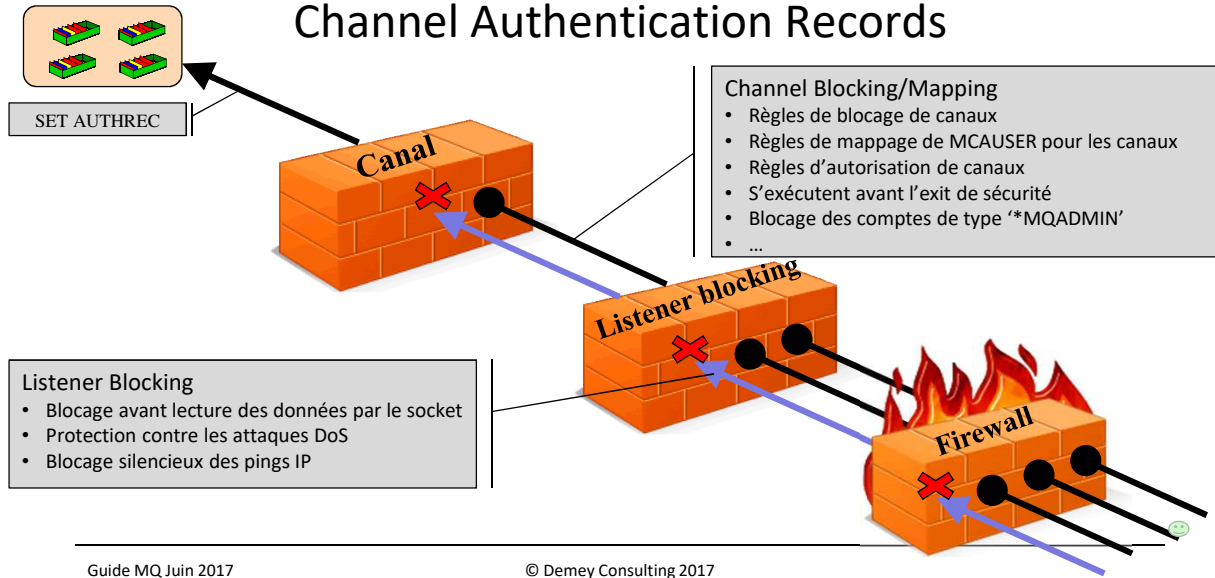 Channel Authentication Records
SET AUTHREC
Canal
Channel Blocking/Mapping
• Règles de blocage de canaux
• Règles de mappage de MCAUSER pour les canaux
• Règles d'autorisation de canaux
• S'exécutent avant l'exit de sécurité
• Blocage des comptes de type '*MQADMIN'
• …
Listener blocking
Listener Blocking
• Blocage avant lecture des données par le socket
• Protection contre les attaques DoS
• Blocage silencieux des pings IP
Firewall
Guide MQ Juin 2017
© Demey Consulting 2017